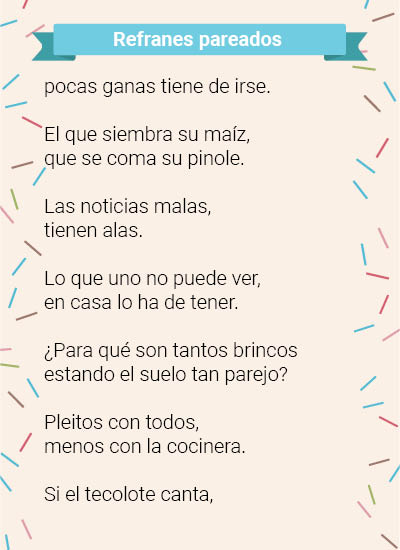 Refranes pareados
pocas ganas tiene de irse.
El que siembra su maíz,
que se coma su pinole.
Las noticias malas,
tienen alas.
Lo que uno no puede ver,
en casa lo ha de tener.
¿Para qué son tantos brincos
estando el suelo tan parejo?
Pleitos con todos,
menos con la cocinera.
Si el tecolote canta,